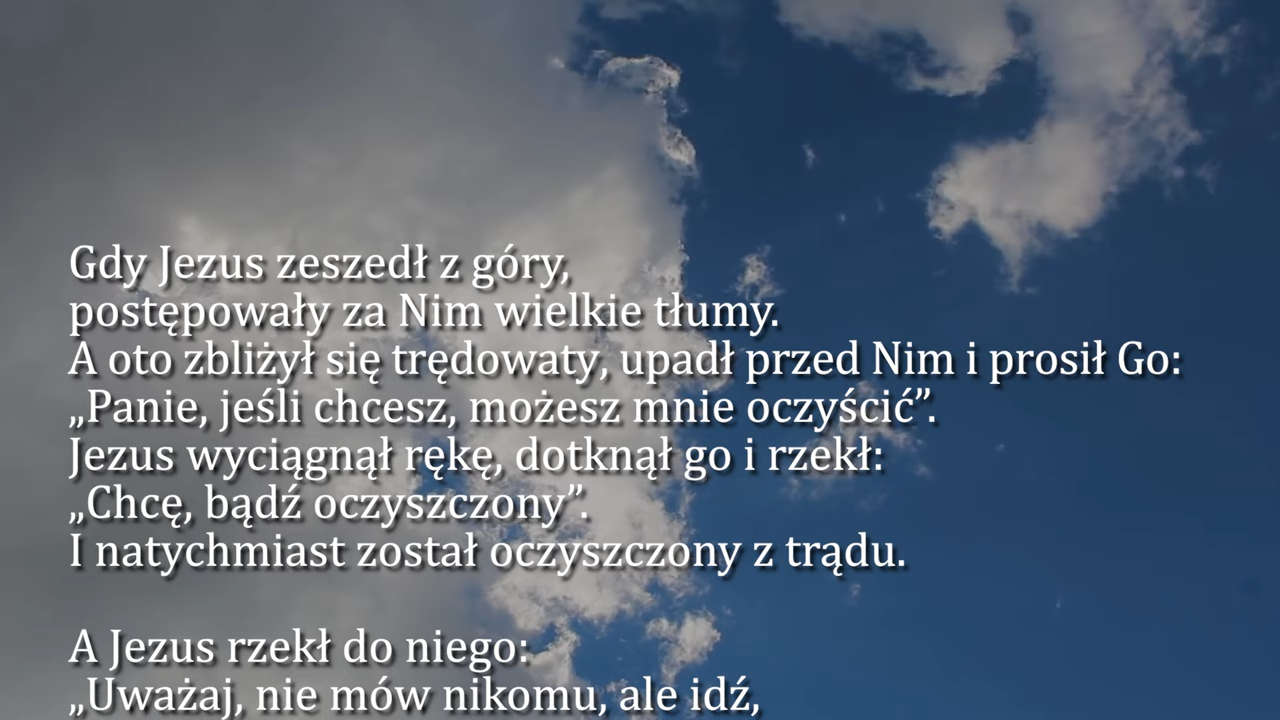 Gdy Jezus zeszedł z góry,
postępowały za Nim wielkie tłumy.
A oto zbliżył się trędowaty, upadł przed Nim i prosił Go:
„Panie, jeśli chcesz, możesz mnie oczyścić”.
Jezus wyciągnął rękę, dotknął go i rzekł:
„Chcę, bądź oczyszczony”.
I natychmiast został oczyszczony z trądu.

A Jezus rzekł do niego:
„Uważaj, nie mów nikomu, ale idź,